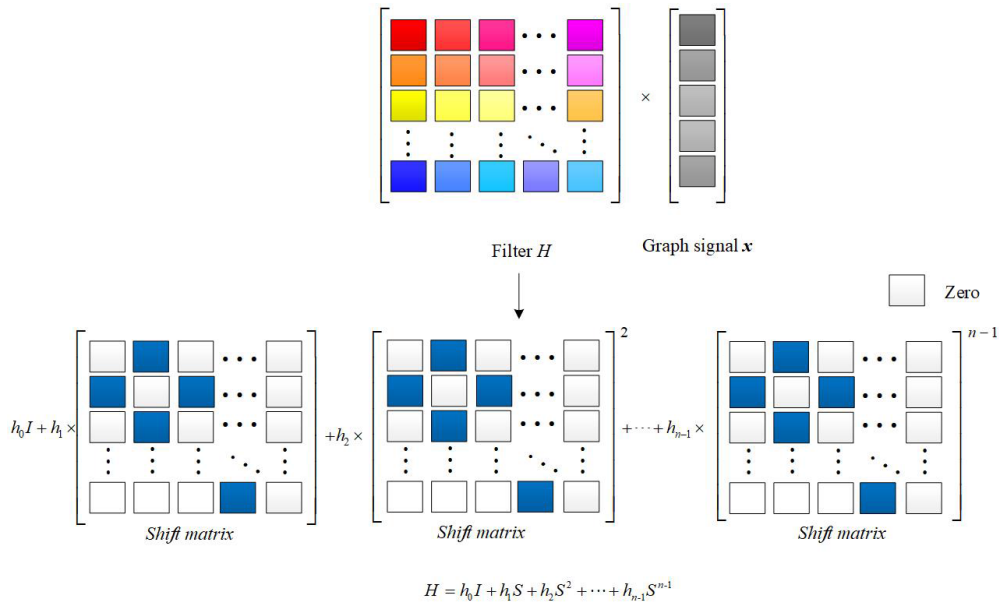 ×
Filter H
Graph signal x
Zero
h₀I + h₁ ×
+ h₂ ×
2
+ ⋯ + hₙ₋₁ ×
n − 1
Shift matrix
Shift matrix
Shift matrix
H = h₀I + h₁S + h₂S² + ⋯ + hₙ₋₁Sⁿ⁻¹